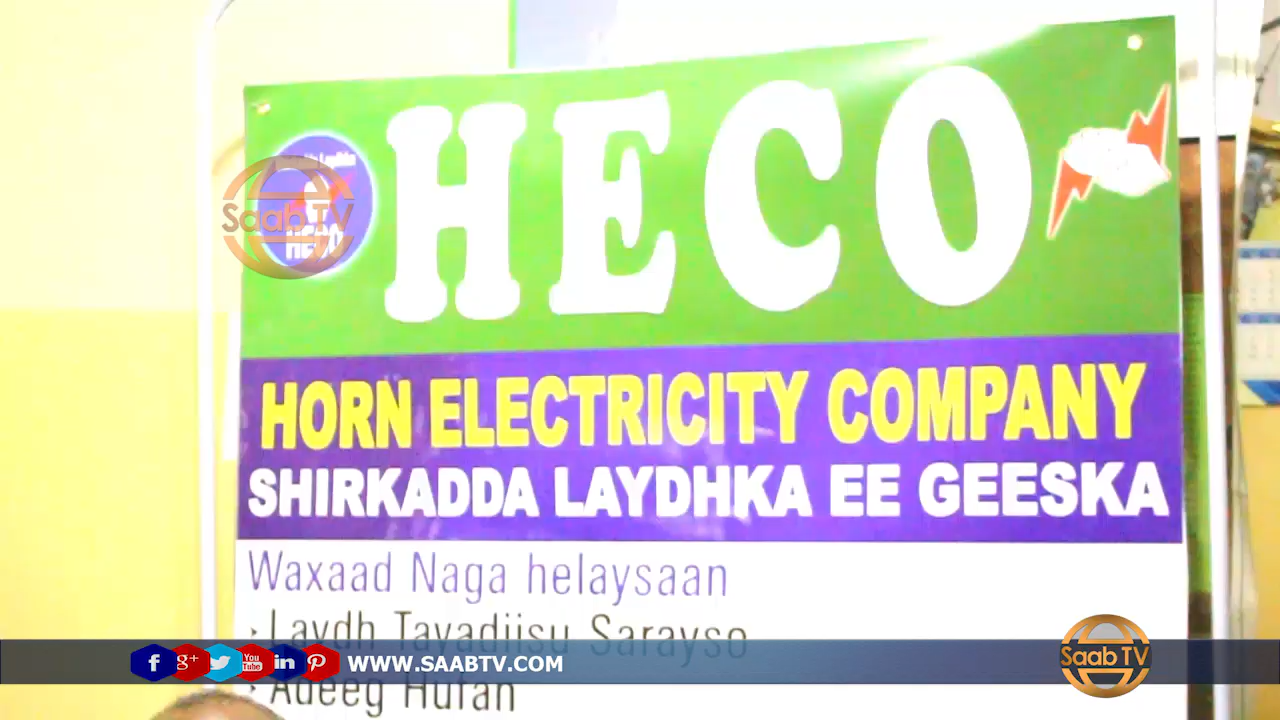 HECO
Saab TV
HECO
HORN ELECTRICITY COMPANY
SHIRKADDA LAYDHKA EE GEESKA
Waxaad Naga helaysaan
Laydh Tayadiisu Sarayso
WWW.SAABTV.COM
Saab TV
Adeeg Hufan